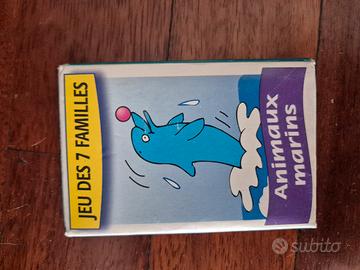 JEU DES 7 FAMILLES
Animaux
marins
subito